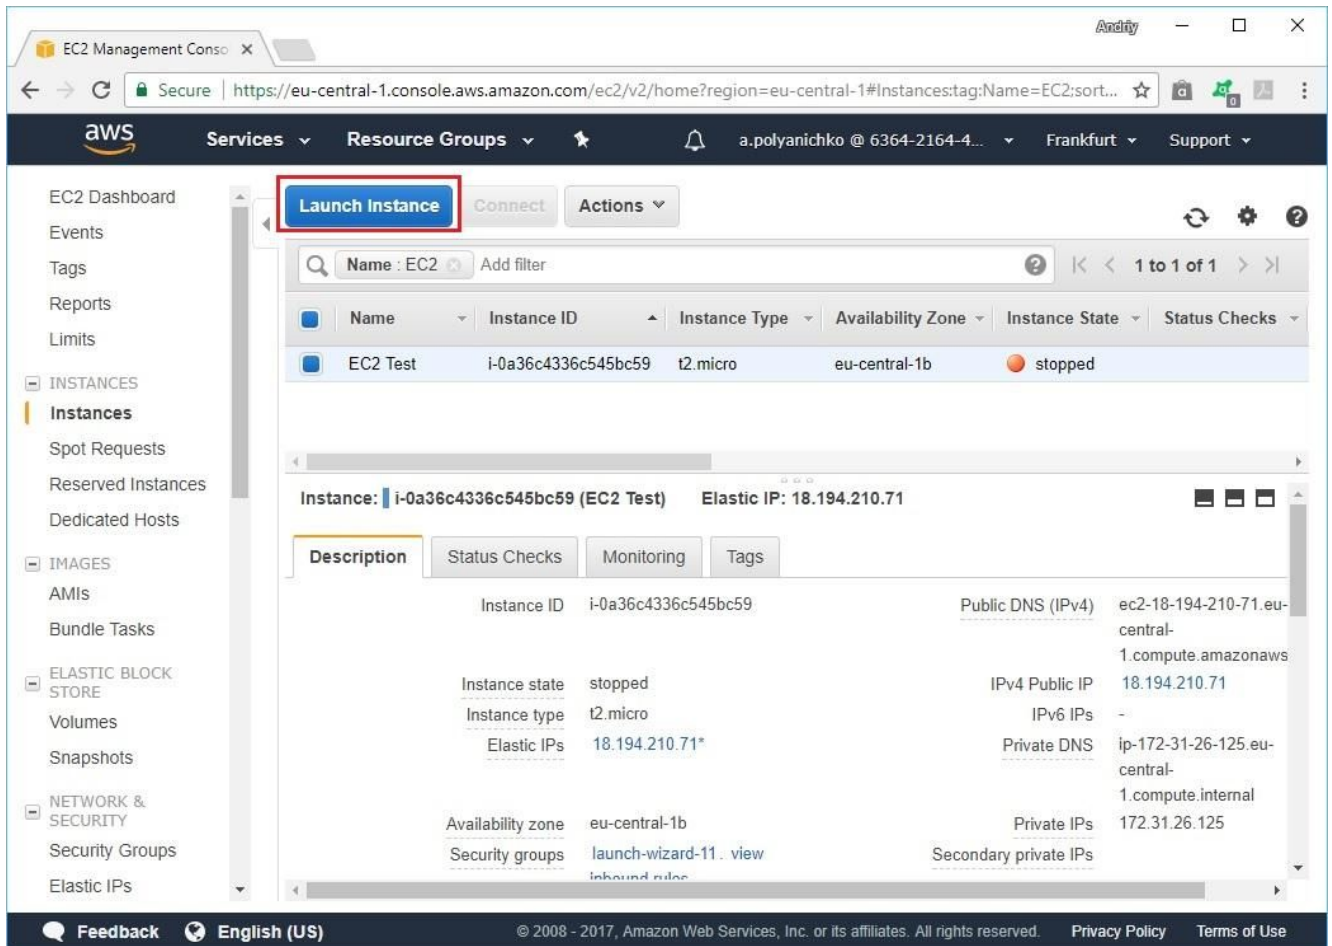 Andriy
EC2 Management Conso
Secure https://eu-central-1.console.aws.amazon.com/ec2/v2/home?region=eu-central-1#Instances:tag:Name=EC2;sort...
aws Services Resource Groups a.polyanichko @ 6364-2164-4... Frankfurt Support
EC2 Dashboard
Events
Tags
Reports
Limits
INSTANCES
Instances
Spot Requests
Reserved Instances
Dedicated Hosts
IMAGES
AMIs
Bundle Tasks
ELASTIC BLOCK
STORE
Volumes
Snapshots
NETWORK &
SECURITY
Security Groups
Elastic IPs
Launch Instance Connect Actions
Name : EC2 Add filter 1 to 1 of 1
Name Instance ID Instance Type Availability Zone Instance State Status Checks
EC2 Test i-0a36c4336c545bc59 t2.micro eu-central-1b stopped
Instance: i-0a36c4336c545bc59 (EC2 Test) Elastic IP: 18.194.210.71
Description Status Checks Monitoring Tags
Instance ID i-0a36c4336c545bc59 Public DNS (IPv4) ec2-18-194-210-71.eu-
central-
1.compute.amazonaws
Instance state stopped IPv4 Public IP 18.194.210.71
Instance type t2.micro IPv6 IPs -
Elastic IPs 18.194.210.71* Private DNS ip-172-31-26-125.eu-
central-
1.compute.internal
Availability zone eu-central-1b Private IPs 172.31.26.125
Security groups launch-wizard-11. view Secondary private IPs
inbound rules
Feedback English (US) © 2008 - 2017, Amazon Web Services, Inc. or its affiliates. All rights reserved. Privacy Policy Terms of Use